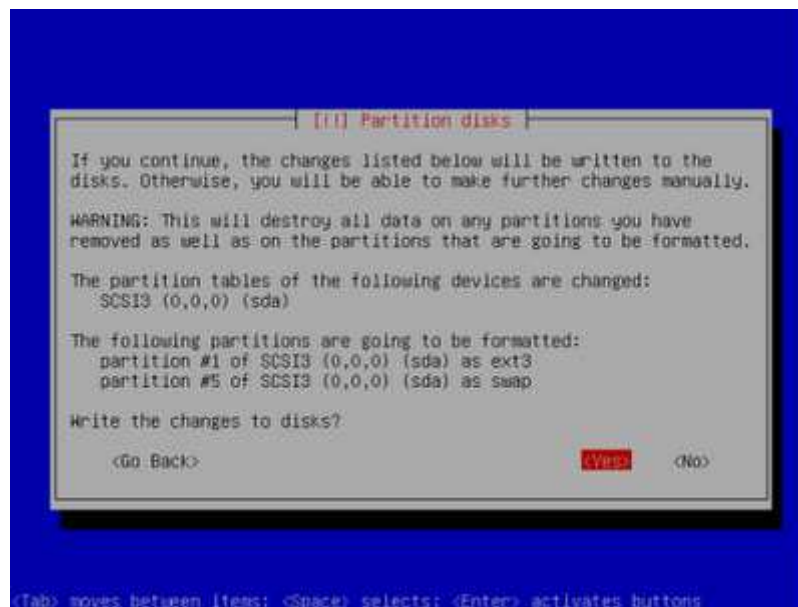 [!!] Partition disks
If you continue, the changes listed below will be written to the
disks. Otherwise, you will be able to make further changes manually.
WARNING: This will destroy all data on any partitions you have
removed as well as on the partitions that are going to be formatted.
The partition tables of the following devices are changed:
SCSI3 (0,0,0) (sda)
The following partitions are going to be formatted:
partition #1 of SCSI3 (0,0,0) (sda) as ext3
partition #5 of SCSI3 (0,0,0) (sda) as swap
Write the changes to disks?
<Go Back> <Yes> <No>
<Tab> moves between items; <Space> selects; <Enter> activates buttons